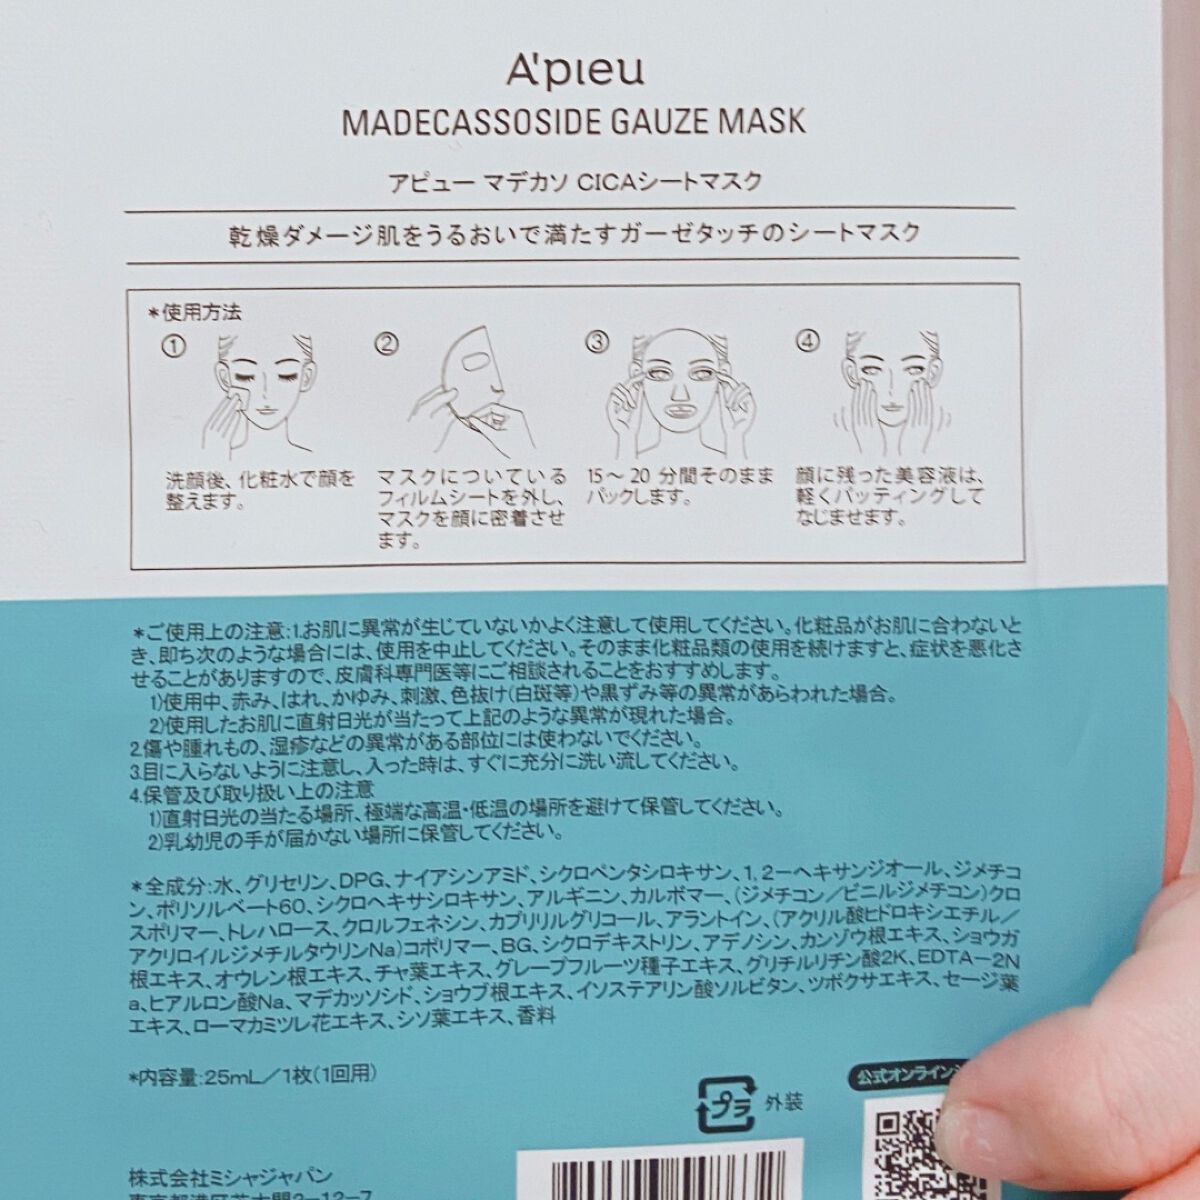 A'pieu
MADECASSOSIDE GAUZE MASK
アピュー マデカソ CICAシートマスク
乾燥ダメージ肌をうるおいで満たすガーゼタッチのシートマスク
*使用方法
①
洗顔後、化粧水で顔を
整えます。
②
マスクについている
フィルムシートを外し、
マスクを顔に密着させ
ます。
③
15～20 分間そのまま
パックします。
④
顔に残った美容液は、
軽くパッティングして
なじませます。
*ご使用上の注意:1.お肌に異常が生じていないかよく注意して使用してください。化粧品がお肌に合わないと
き、即ち次のような場合には、使用を中止してください。そのまま化粧品類の使用を続けますと、症状を悪化さ
せることがありますので、皮膚科専門医等にご相談されることをおすすめします。
1)使用中、赤み、はれ、かゆみ、刺激、色抜け(白斑等)や黒ずみ等の異常があらわれた場合。
2)使用したお肌に直射日光が当たって上記のような異常が現れた場合。
2.傷や腫れもの、湿疹などの異常がある部位には使わないでください。
3.目に入らないように注意し、入った時は、すぐに充分に洗い流してください。
4.保管及び取り扱い上の注意
1)直射日光の当たる場所、極端な高温・低温の場所を避けて保管してください。
2)乳幼児の手が届かない場所に保管してください。
*全成分:水、グリセリン、DPG、ナイアシンアミド、シクロペンタシロキサン、1,2－ヘキサンジオール、ジメチコ
ン、ポリソルベート60、シクロヘキサシロキサン、アルギニン、カルボマー、(ジメチコン／ビニルジメチコン)クロ
スポリマー、トレハロース、クロルフェネシン、カプリリルグリコール、アラントイン、(アクリル酸ヒドロキシエチル／
アクリロイルジメチルタウリンNa)コポリマー、BG、シクロデキストリン、アデノシン、カンゾウ根エキス、ショウガ
根エキス、オウレン根エキス、チャ葉エキス、グレープフルーツ種子エキス、グリチルリチン酸2K、EDTA－2N
a、ヒアルロン酸Na、マデカッソシド、ショウブ根エキス、イソステアリン酸ソルビタン、ツボクサエキス、セージ葉
エキス、ローマカミツレ花エキス、シソ葉エキス、香料
*内容量:25mL／1枚(1回用)
プラ 外装
公式オンライン
株式会社ミシャジャパン